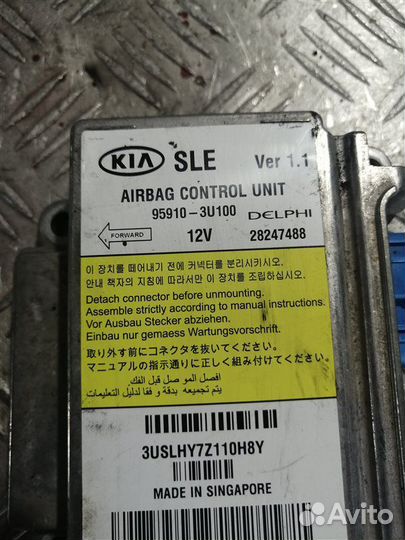 KIA SLE Ver 1.1
AIRBAG CONTROL UNIT
95910-3U100 DELPHI
FORWARD 12V 28247488
이 장치를 떼어내기 전에 커넥터를 분리시키시오.
안내 책자의 지침에 따라서만 이 장치를 조립하십시오.
Detach connector before unmounting.
Assemble strictly according to manual instructions.
Vor Ausbau Stecker abziehen.
Einbau nur gemaess Wartungsvorschrift.
取り外す前にコネクタを抜いてください。
マニュアルの指示通りに正しく組み付けてください。
افصل الموصل قبل الفك.
يتم تجميعه بدقة و فقا لدليل التعليمات
3USLHY7Z110H8Y
MADE IN SINGAPORE
Avito